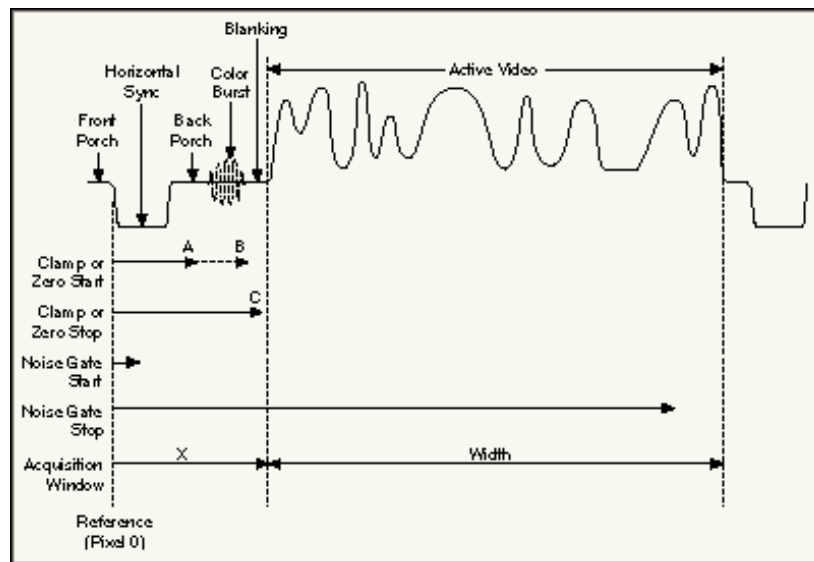 Blanking
Horizontal
Sync
Color
Burst
Active Video
Front
Porch
Back
Porch
A
B
Clamp or
Zero Start
C
Clamp or
Zero Stop
Noise Gate
Start
Noise Gate
Stop
X
Width
Acquisition
Window
Reference
(Pixel 0)